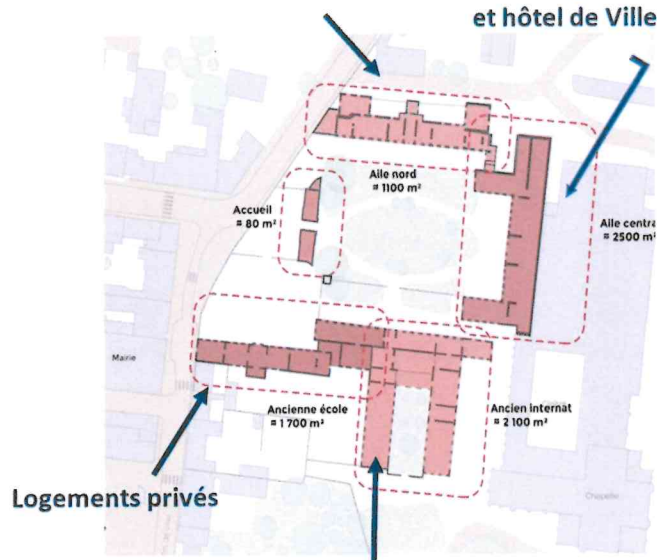 et hôtel de Ville
Aile nord
≈ 1100 m²
Accueil
≈ 80 m²
Aile centra
≈ 2500 m²
Mairie
Ancienne école
≈ 1 700 m²
Ancien internat
≈ 2 100 m²
Logements privés
Chapelle